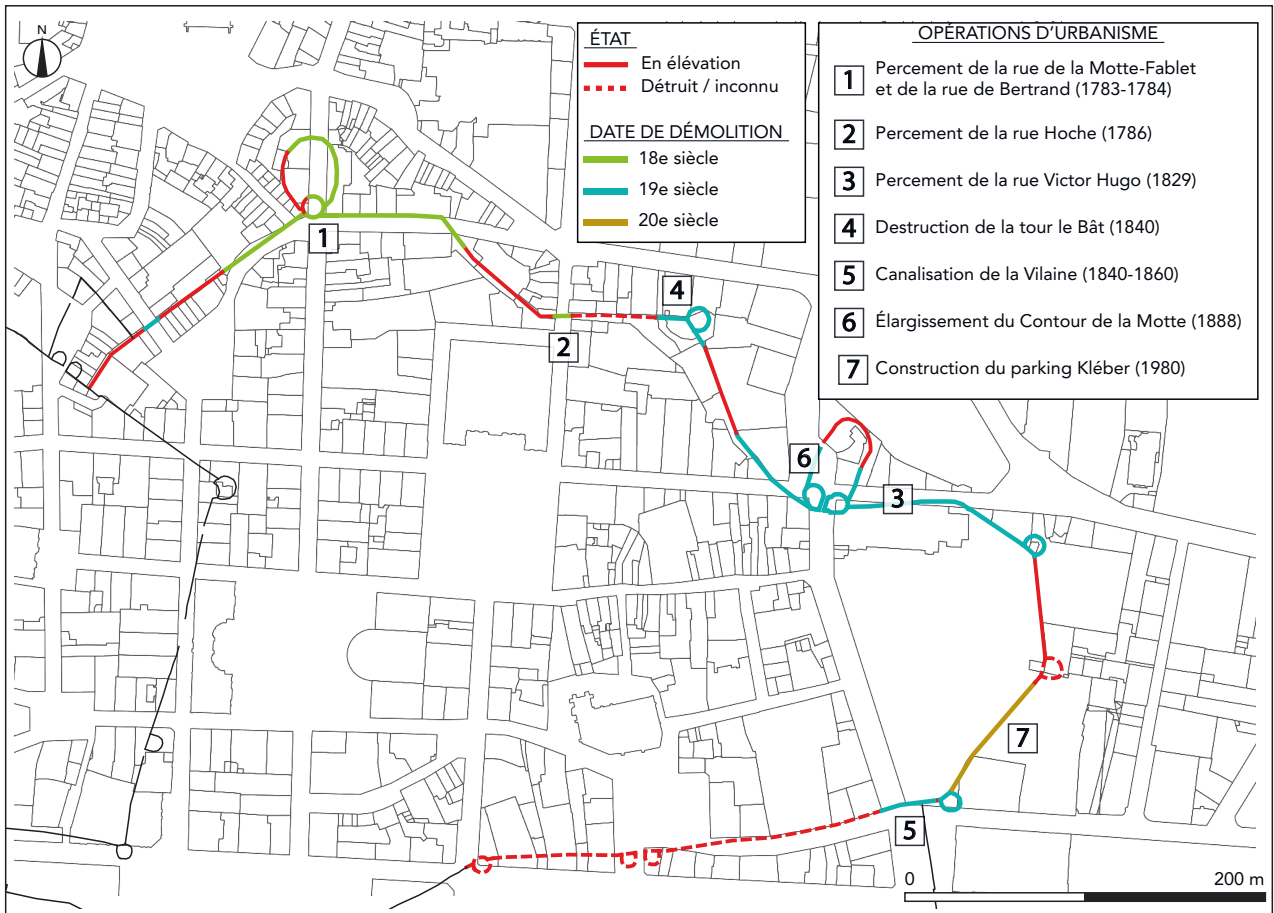 N
ÉTAT
En élévation
Détruit / inconnu
DATE DE DÉMOLITION
18e siècle
19e siècle
20e siècle
OPÉRATIONS D'URBANISME
1 Percement de la rue de la Motte-Fablet
et de la rue de Bertrand (1783-1784)
2 Percement de la rue Hoche (1786)
3 Percement de la rue Victor Hugo (1829)
4 Destruction de la tour le Bât (1840)
5 Canalisation de la Vilaine (1840-1860)
6 Élargissement du Contour de la Motte (1888)
7 Construction du parking Kléber (1980)
1
2
4
6
3
7
5
0 200 m